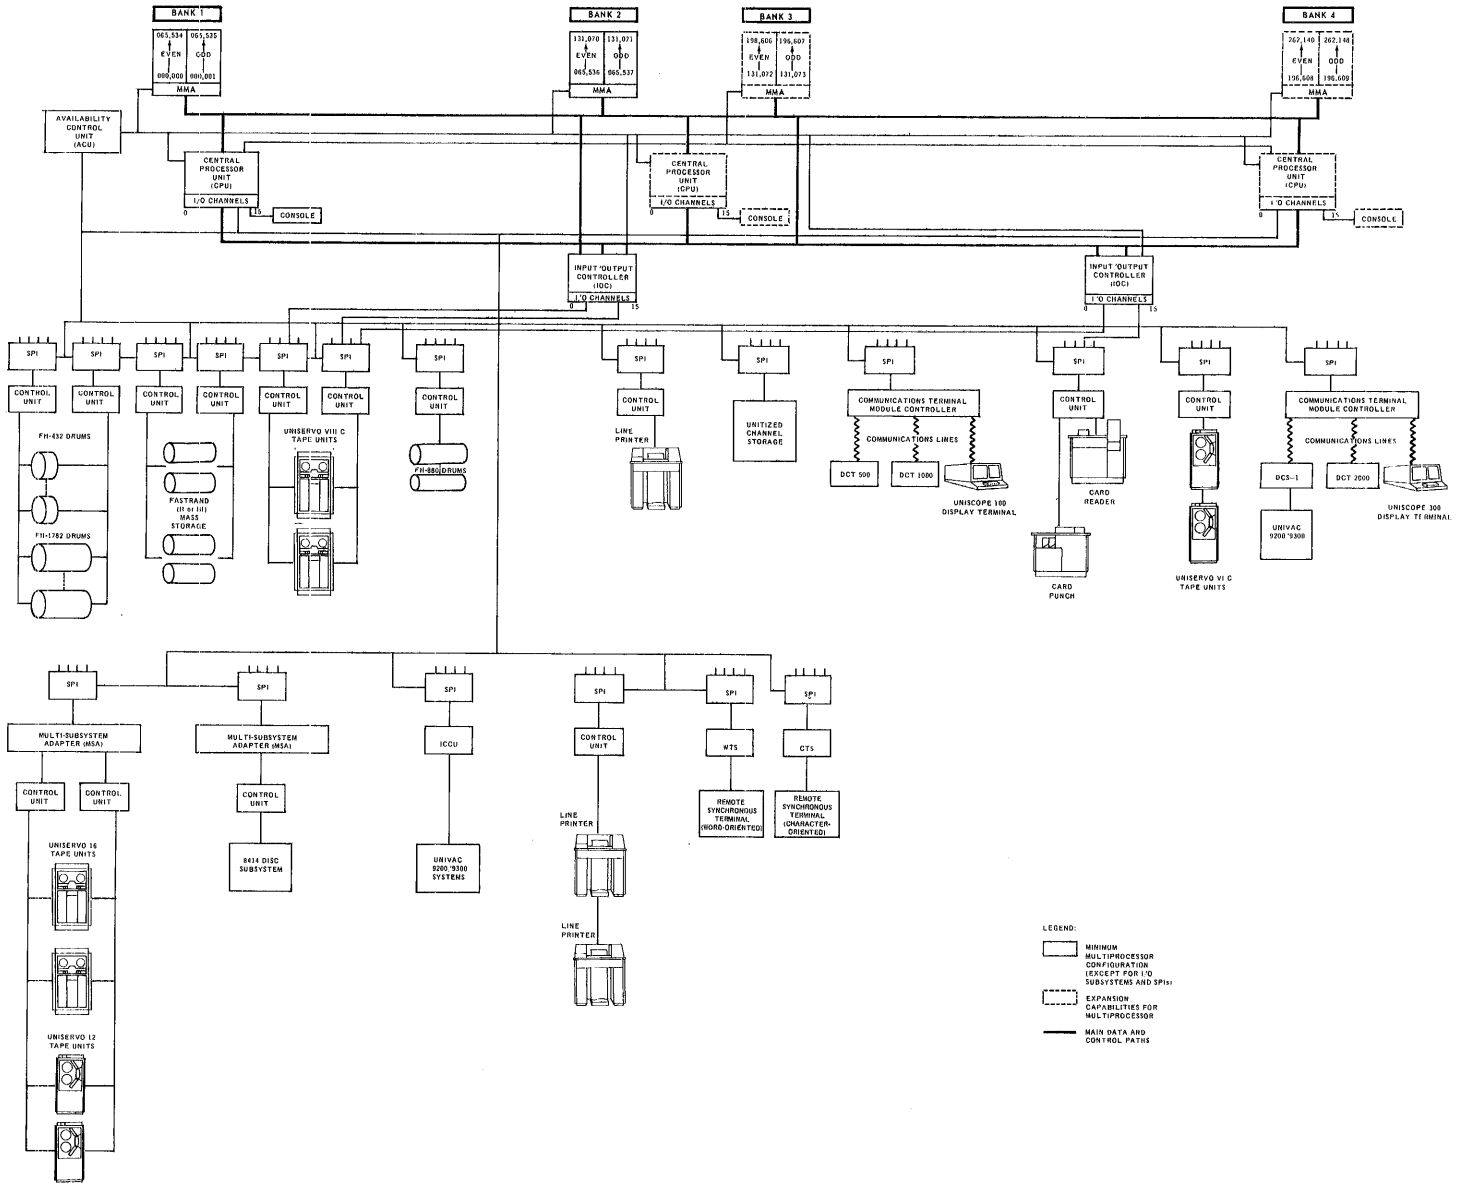 BANK 1
BANK 2
BANK 3
BANK 4
065,534 065,535
EVEN ODD
000,000 000,001
MMA
131,070 131,071
EVEN ODD
065,536 065,537
MMA
196,606 196,607
EVEN ODD
131,072 131,073
MMA
262,140 262,148
EVEN ODD
196,608 196,609
MMA
AVAILABILITY
CONTROL
UNIT
(ACU)
CENTRAL
PROCESSOR
UNIT
(CPU)
I/O CHANNELS
0 15
CONSOLE
CENTRAL
PROCESSOR
UNIT
(CPU)
I/O CHANNELS
0 15
CONSOLE
CENTRAL
PROCESSOR
UNIT
(CPU)
I/O CHANNELS
0 15
CONSOLE
INPUT/OUTPUT
CONTROLLER
(IOC)
I/O CHANNELS
0 15
INPUT/OUTPUT
CONTROLLER
(IOC)
I/O CHANNELS
0 15
SPI
SPI
SPI
SPI
SPI
SPI
SPI
SPI
SPI
SPI
SPI
SPI
SPI
CONTROL
UNIT
CONTROL
UNIT
CONTROL
UNIT
CONTROL
UNIT
CONTROL
UNIT
CONTROL
UNIT
CONTROL
UNIT
CONTROL
UNIT
UNITIZED
CHANNEL
STORAGE
COMMUNICATIONS TERMINAL
MODULE CONTROLLER
CONTROL
UNIT
CONTROL
UNIT
COMMUNICATIONS TERMINAL
MODULE CONTROLLER
FH-432 DRUMS
FH-1782 DRUMS
FASTRAND
(II or III)
MASS
STORAGE
UNISERVO VIII C
TAPE UNITS
FH-880 DRUMS
LINE
PRINTER
COMMUNICATIONS LINES
DCT 500
DCT 1000
UNISCOPE 100
DISPLAY TERMINAL
CARD
READER
CARD
PUNCH
UNISERVO VI C
TAPE UNITS
COMMUNICATIONS LINES
DCS-1
DCT 2000
UNIVAC
9200/9300
UNISCOPE 300
DISPLAY TERMINAL
SPI
SPI
SPI
SPI
SPI
SPI
MULTI-SUBSYSTEM
ADAPTER (MSA)
MULTI-SUBSYSTEM
ADAPTER (MSA)
ICCU
CONTROL
UNIT
WTS
CTS
CONTROL
UNIT
CONTROL
UNIT
CONTROL
UNIT
REMOTE
SYNCHRONOUS
TERMINAL
(WORD-ORIENTED)
REMOTE
SYNCHRONOUS
TERMINAL
(CHARACTER-
ORIENTED)
LINE
PRINTER
UNISERVO 16
TAPE UNITS
8414 DISC
SUBSYSTEM
UNIVAC
9200/9300
SYSTEMS
LINE
PRINTER
UNISERVO 12
TAPE UNITS
LEGEND:
MINIMUM
MULTIPROCESSOR
CONFIGURATION
(EXCEPT FOR I/O
SUBSYSTEMS AND SPIs)
EXPANSION
CAPABILITIES FOR
MULTIPROCESSOR
MAIN DATA AND
CONTROL PATHS